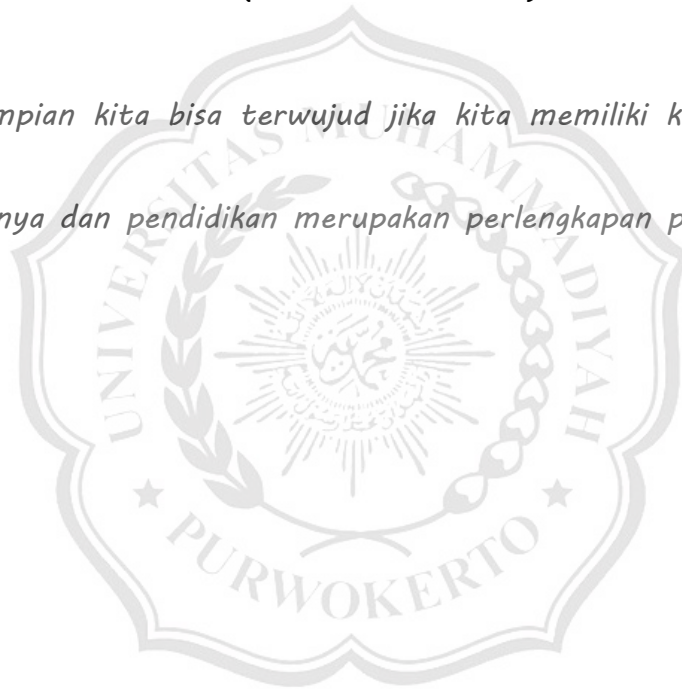 mpian kita bisa terwujud jika kita memiliki k
nya dan pendidikan merupakan perlengkapan p
UNIVERSITAS MUHAMMADIYAH
PURWOKERTO